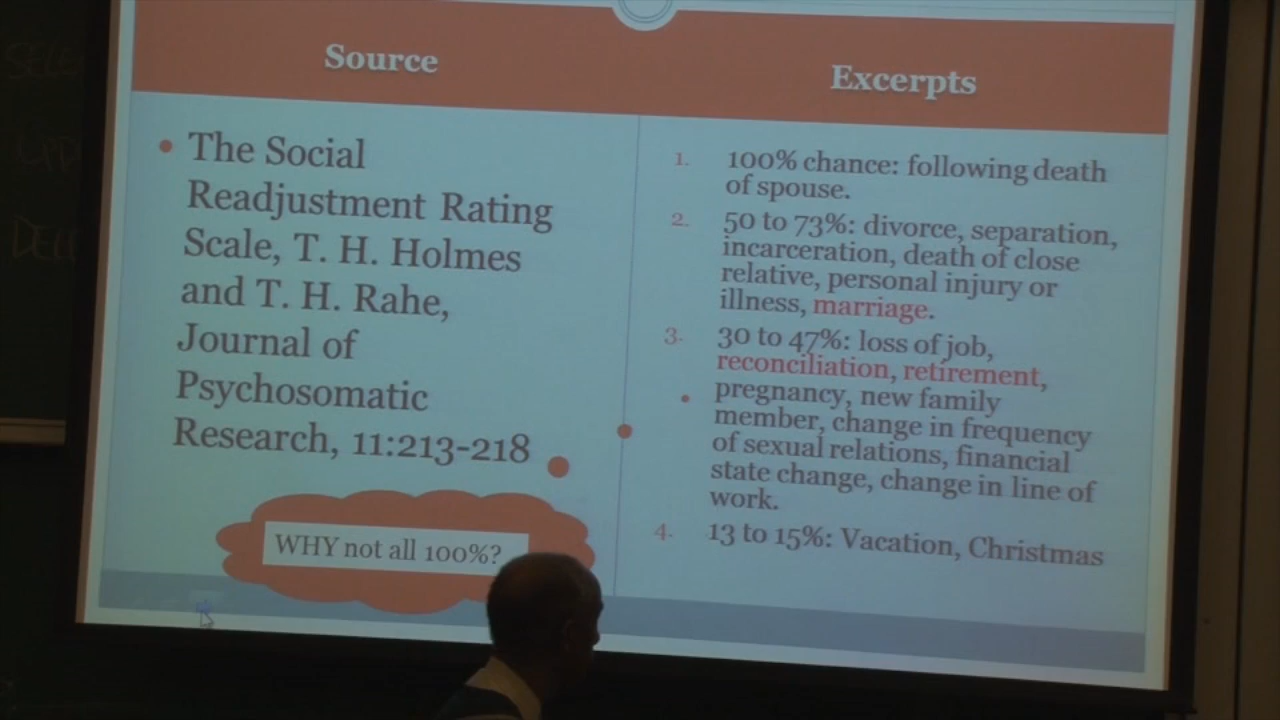 Source
The Social
Readjustment Rating
Scale, T. H. Holmes
and T. H. Rahe,
Journal of
Psychosomatic
Research, 11:213-218
WHY not all 100%?
Excerpts
1. 100% chance: following death
of spouse.
2. 50 to 73%: divorce, separation,
incarceration, death of close
relative, personal injury or
illness, marriage.
3. 30 to 47%: loss of job,
reconciliation, retirement,
pregnancy, new family
member, change in frequency
of sexual relations, financial
state change, change in line of
work.
4. 13 to 15%: Vacation, Christmas